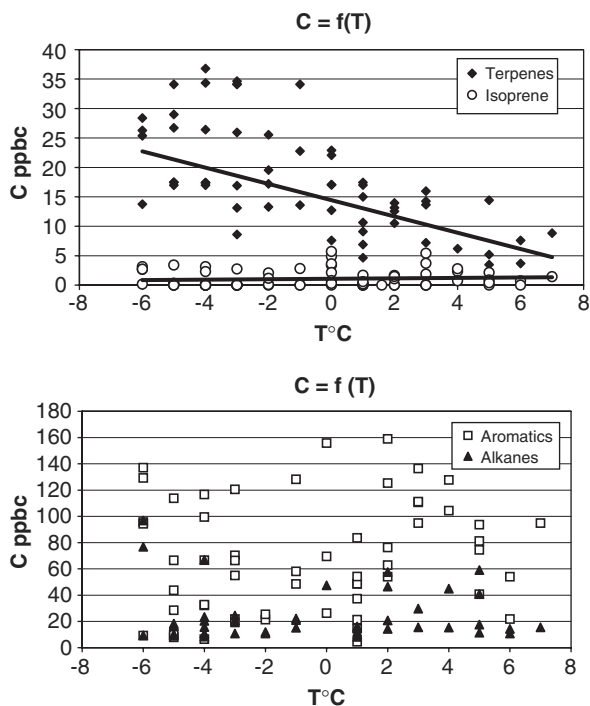 C = f(T)
40
35
30
25
20
15
10
5
0
C ppbc
Terpenes
Isoprene
-8 -6 -4 -2 0 2 4 6 8
T°C
C = f (T)
180
160
140
120
100
80
60
40
20
0
C ppbc
Aromatics
Alkanes
-8 -6 -4 -2 0 2 4 6 8
T°C